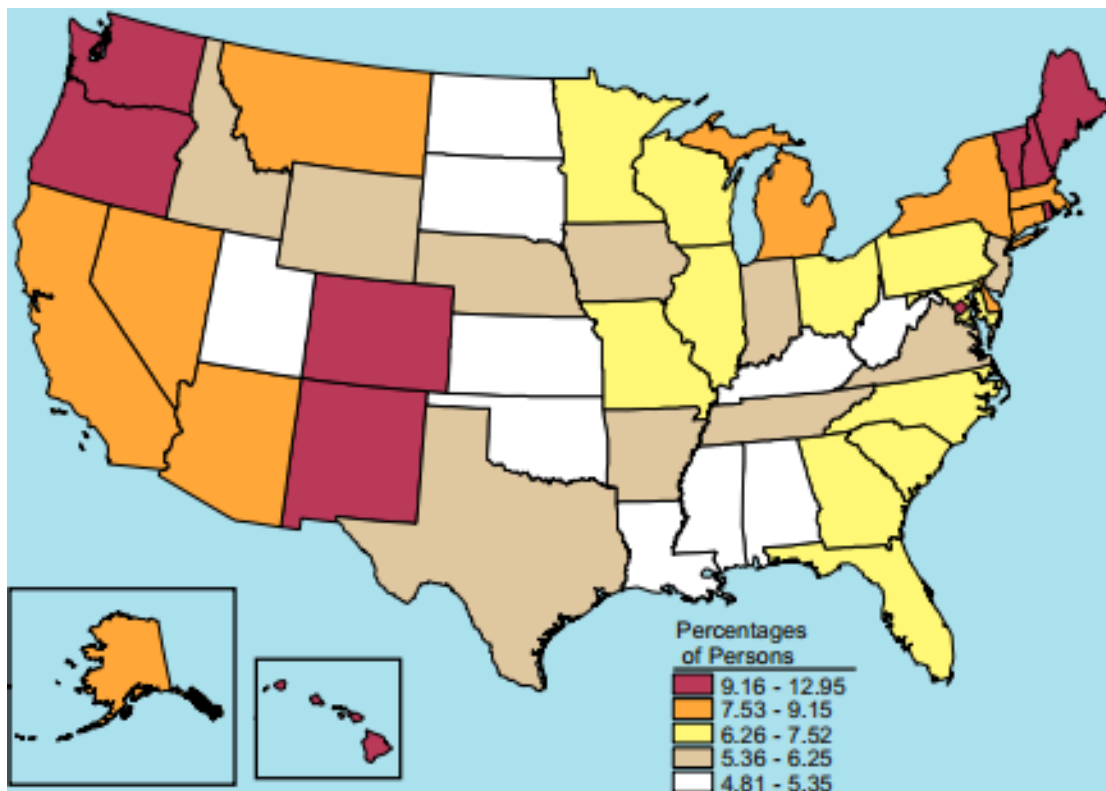 Percentages
of Persons
9.16 - 12.95
7.53 - 9.15
6.26 - 7.52
5.36 - 6.25
4.81 - 5.35